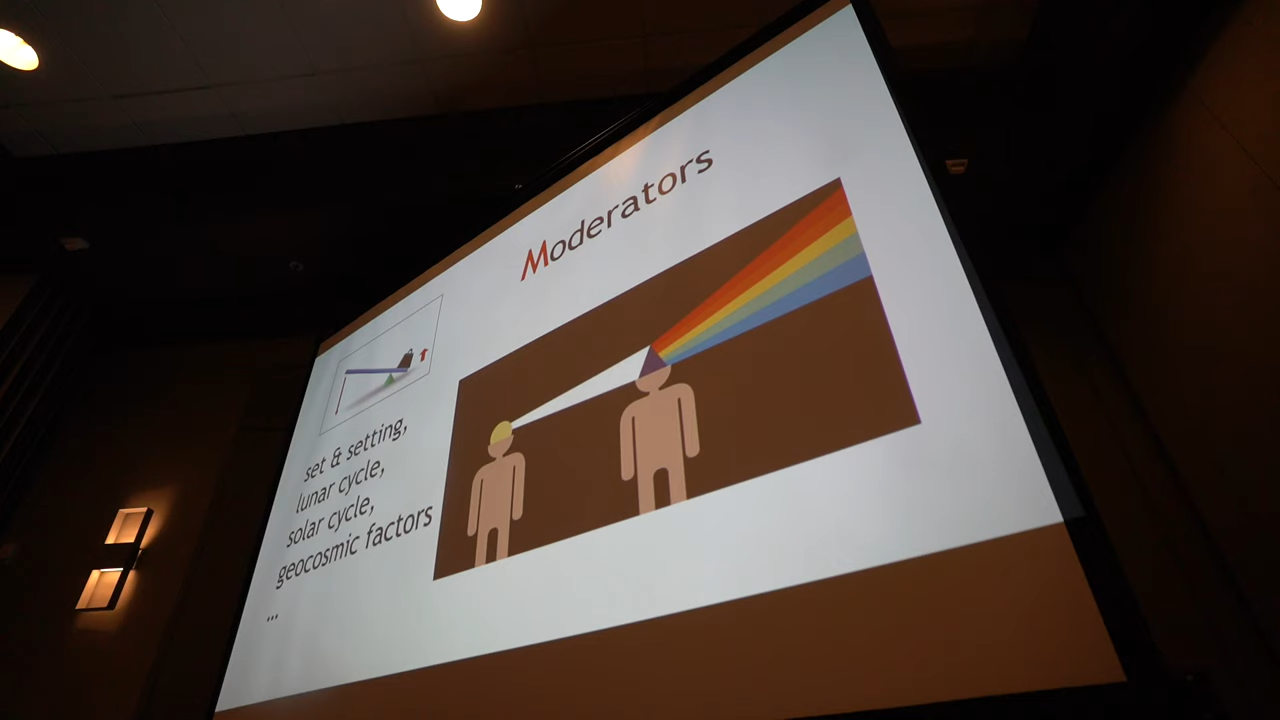 Moderators
set & setting,
lunar cycle,
solar cycle,
geocosmic factors
...